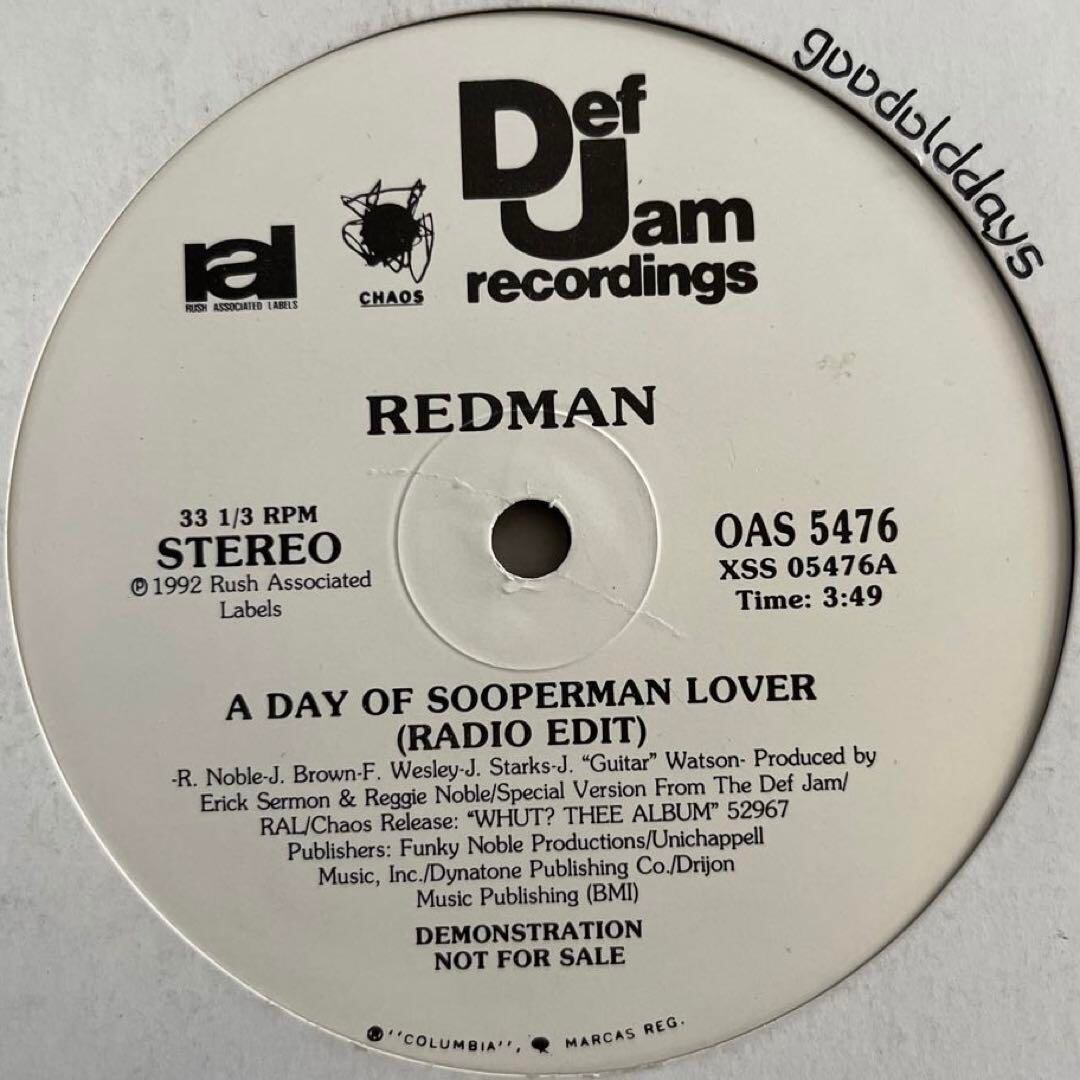 gooodolddays
Def
Jam
recordings
ral
RUSH ASSOCIATED LABELS
CHAOS
REDMAN
33 1/3 RPM
STEREO
℗ 1992 Rush Associated
Labels
OAS 5476
XSS 05476A
Time: 3:49
A DAY OF SOOPERMAN LOVER
(RADIO EDIT)
-R. Noble-J. Brown-F. Wesley-J. Starks-J. “Guitar” Watson- Produced by
Erick Sermon & Reggie Noble/Special Version From The Def Jam/
RAL/Chaos Release: “WHUT? THEE ALBUM” 52967
Publishers: Funky Noble Productions/Unichappell
Music, Inc./Dynatone Publishing Co./Drijon
Music Publishing (BMI)
DEMONSTRATION
NOT FOR SALE
® "COLUMBIA", MARCAS REG.